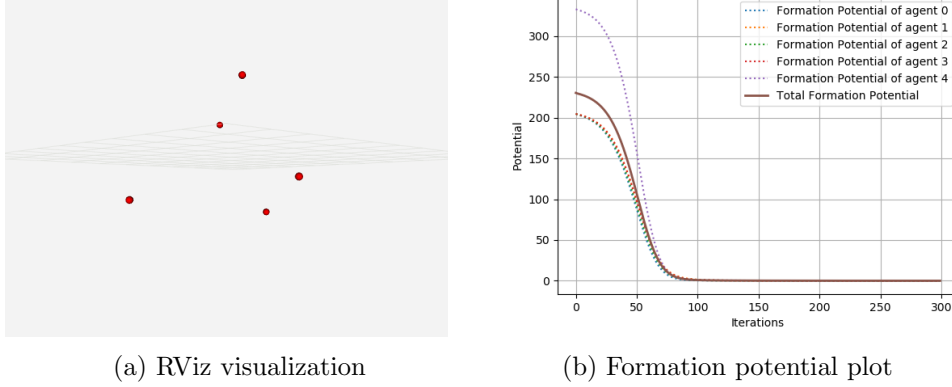 Formation Potential of agent 0
Formation Potential of agent 1
Formation Potential of agent 2
Formation Potential of agent 3
Formation Potential of agent 4
Total Formation Potential
300
250
200
150
100
50
0
Potential
0 50 100 150 200 250 300
Iterations
(a) RViz visualization
(b) Formation potential plot